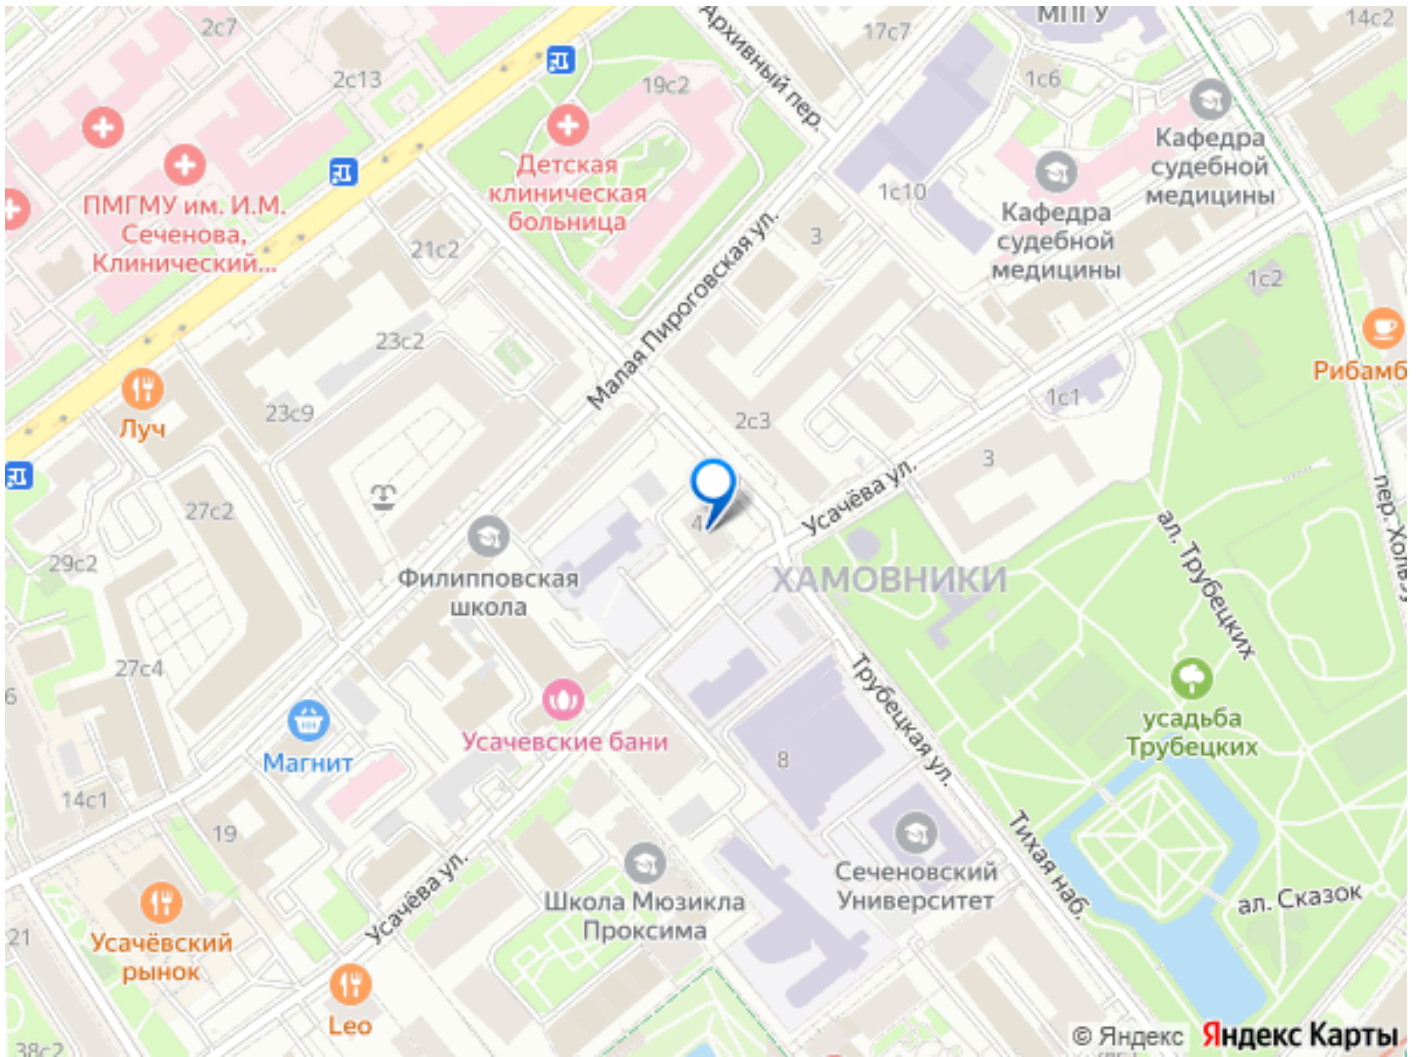 2с7
МПГУ
14с2
17с7
Архивный пер.
2с13
19с2
1с6
Кафедра
судебной
медицины
Детская
клиническая
больница
ПМГМУ им. И.М.
Сеченова,
Клинический...
1с10
Кафедра
судебной
медицины
3
21с2
1с2
Малая Пироговская ул.
23с2
Рибамб
1с1
23с9
Луч
2с3
3
Усачёва ул.
27с2
4
ал. Трубецких
29с2
Филипповская
школа
ХАМОВНИКИ
27с4
6
Трубецкая ул.
усадьба
Трубецких
Усачевские бани
Магнит
8
14с1
19
Тихая наб.
Усачёва ул.
Сеченовский
Университет
Школа Мюзикла
Проксима
ал. Сказок
21
Усачёвский
рынок
Leo
38с2
© Яндекс Яндекс Карты